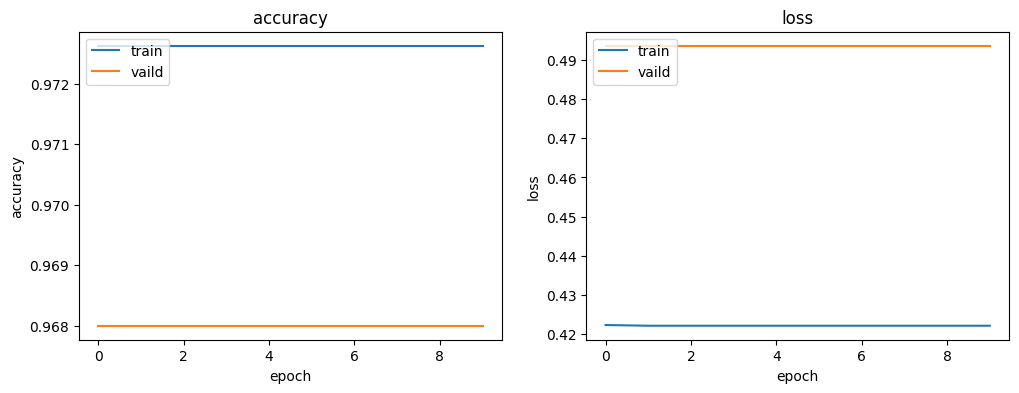 accuracy
train
vaild
0.972
0.971
0.970
0.969
0.968
accuracy
0 2 4 6 8
epoch
loss
train
vaild
0.49
0.48
0.47
0.46
0.45
0.44
0.43
0.42
loss
0 2 4 6 8
epoch